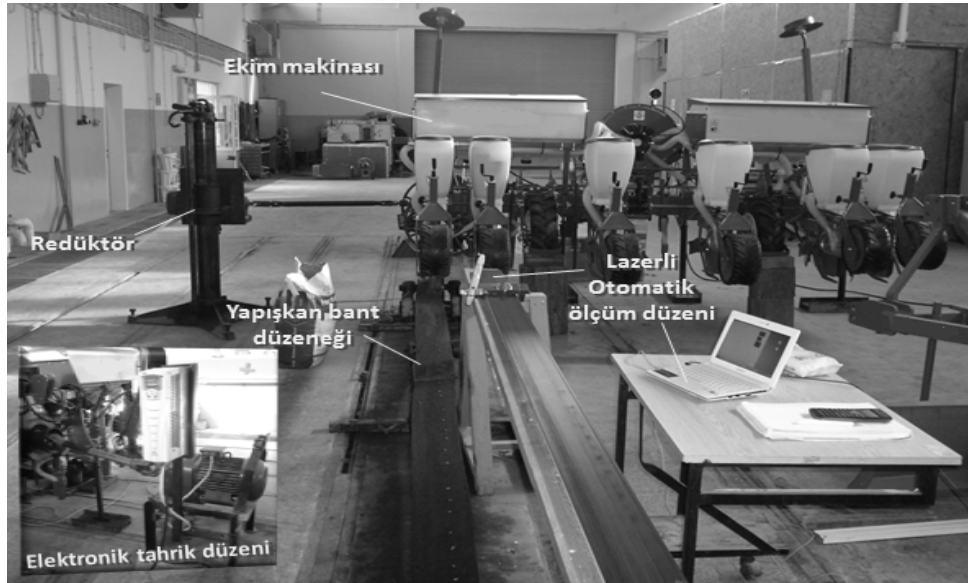 Ekim makinası
Redüktör
Lazerli
Otomatik
ölçüm düzeni
Yapışkan bant
düzeneği
Elektronik tahrik düzeni